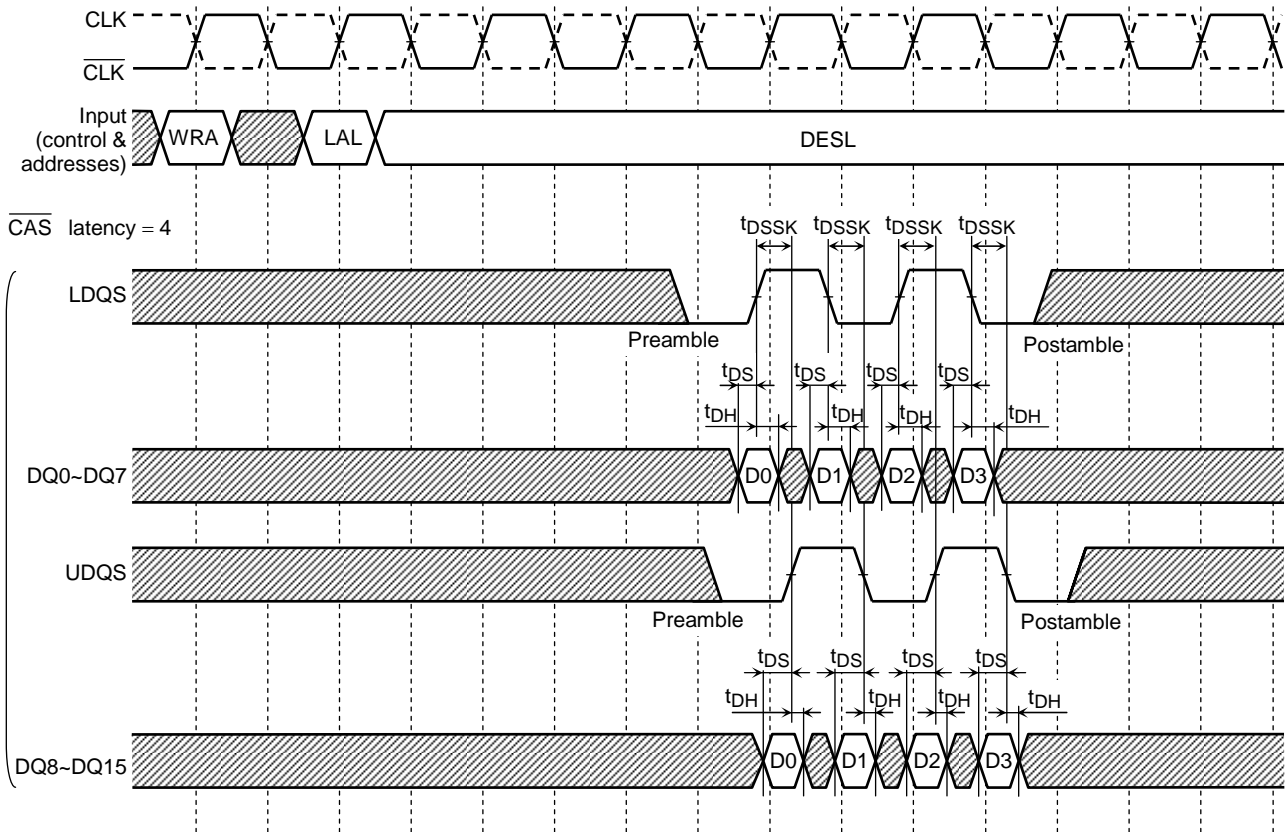 CLK
CLK
Input
(control &
addresses)
WRA
LAL
DESL
CAS latency = 4
tDSSK tDSSK tDSSK tDSSK
LDQS
Preamble
Postamble
tDS tDS tDS tDS
tDH tDH tDH tDH
DQ0~DQ7
D0 D1 D2 D3
UDQS
Preamble
Postamble
tDS tDS tDS tDS
tDH tDH tDH tDH
DQ8~DQ15
D0 D1 D2 D3